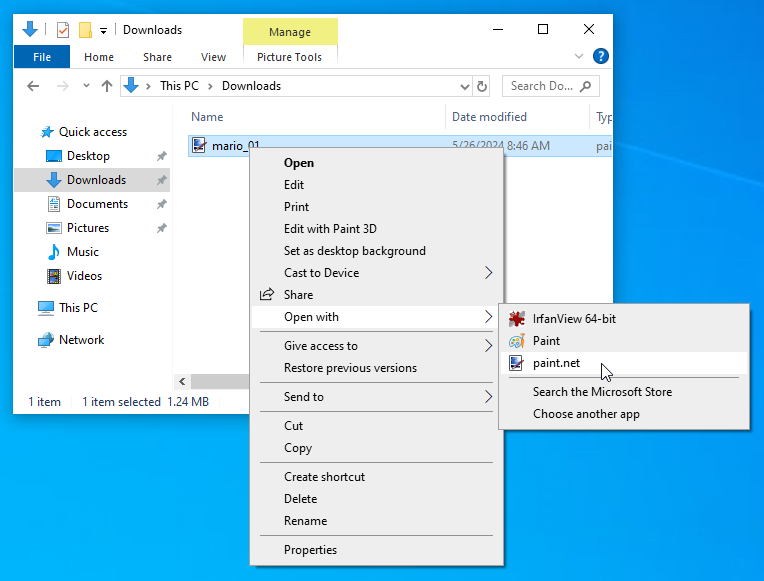 Downloads
Manage
File
Home
Share
View
Picture Tools
?
This PC
Downloads
Search Do...
Name
Date modified
Typ
Quick access
Desktop
Downloads
Documents
Pictures
Music
Videos
This PC
Network
mario_01
5/26/2024 8:46 AM
pai
Open
Edit
Print
Edit with Paint 3D
Set as desktop background
Cast to Device
Share
Open with
Give access to
Restore previous versions
Send to
Cut
Copy
Create shortcut
Delete
Rename
Properties
IrfanView 64-bit
Paint
paint.net
Search the Microsoft Store
Choose another app
1 item
1 item selected 1.24 MB